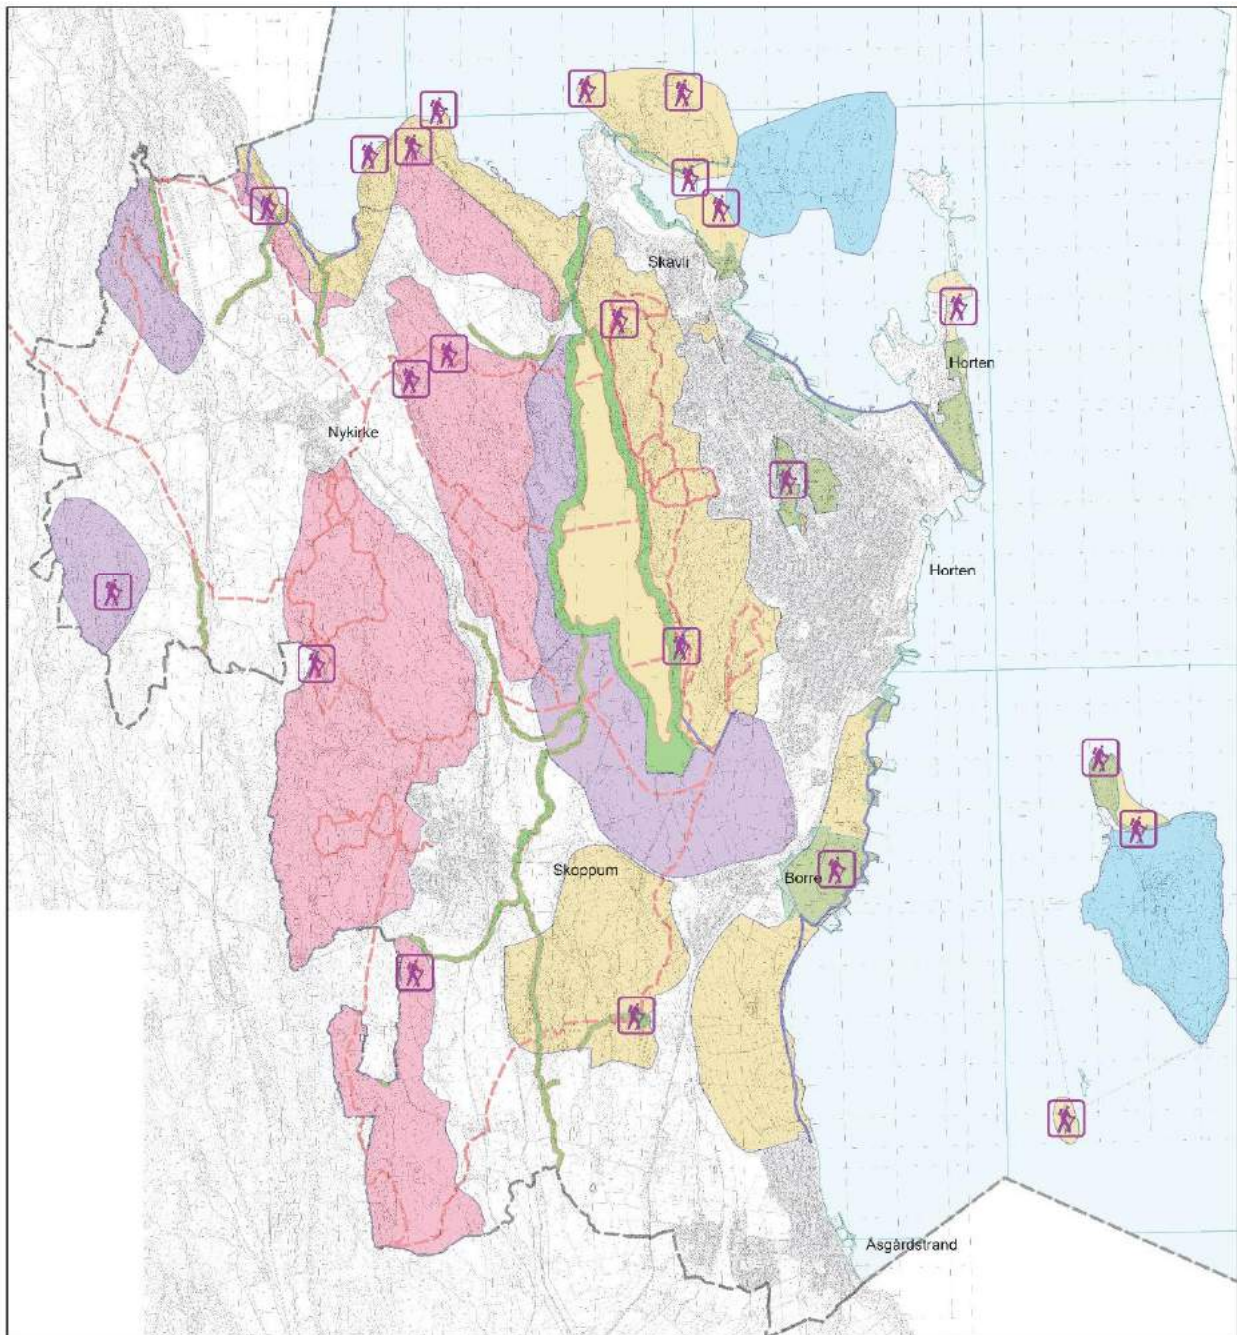 Skavli
Horten
Nykirke
Horten
Skoppum
Borre
Åsgårdstrand